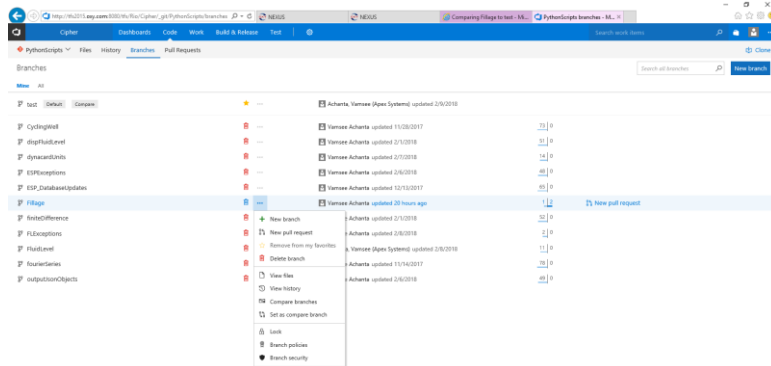 http://tfs2015.oxy.com:8080/tfs/Rio/Cipher/_git/PythonScripts/branches
NEXUS
NEXUS
Comparing Fillage to test - Mi...
PythonScripts branches - M...
Cipher
Dashboards Code Work Build & Release Test
Search work items
PythonScripts Files History Branches Pull Requests
Clone
Branches
Search all branches
New branch
Mine All
test Default Compare Achanta, Vamsee (Apex Systems) updated 2/9/2018
CyclingWell Vamsee Achanta updated 11/28/2017 73 0
dispFluidLevel Vamsee Achanta updated 2/1/2018 51 0
dynacardUnits Vamsee Achanta updated 2/7/2018 14 0
ESPExceptions Vamsee Achanta updated 2/6/2018 48 0
ESP_DatabaseUpdates Vamsee Achanta updated 12/13/2017 65 0
Fillage Vamsee Achanta updated 20 hours ago 1 2 New pull request
finiteDifference Achanta updated 2/1/2018 52 0
FLExceptions Achanta updated 2/8/2018 2 0
FluidLevel Vamsee (Apex Systems) updated 2/8/2018 11 0
fourierSeries Achanta updated 11/14/2017 78 0
outputJsonObjects Achanta updated 2/6/2018 49 0
New branch
New pull request
Remove from my favorites
Delete branch
View files
View history
Compare branches
Set as compare branch
Lock
Branch policies
Branch security